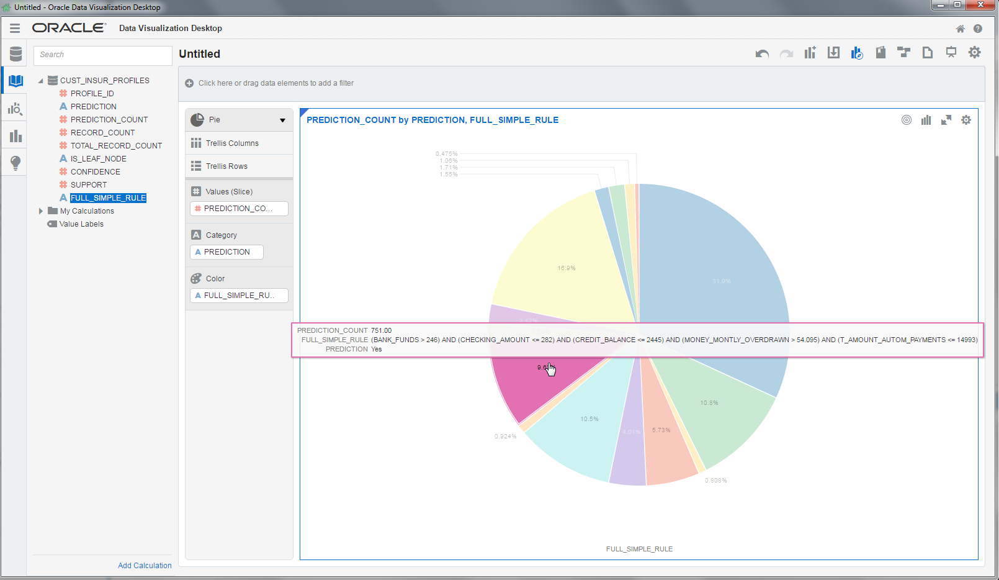 Untitled - Oracle Data Visualization Desktop
ORACLE Data Visualization Desktop
Search
Untitled
Click here or drag data elements to add a filter
CUST_INSUR_PROFILES
PROFILE_ID
PREDICTION
PREDICTION_COUNT
RECORD_COUNT
TOTAL_RECORD_COUNT
IS_LEAF_NODE
CONFIDENCE
SUPPORT
FULL_SIMPLE_RULE
My Calculations
Value Labels
Add Calculation
Pie
Trellis Columns
Trellis Rows
Values (Slice)
PREDICTION_CO...
Category
PREDICTION
Color
FULL_SIMPLE_RU..
PREDICTION_COUNT by PREDICTION, FULL_SIMPLE_RULE
0.475%
1.06%
1.71%
1.55%
16.9%
31.9%
2.12%
PREDICTION_COUNT 751.00
FULL_SIMPLE_RULE (BANK_FUNDS > 246) AND (CHECKING_AMOUNT <= 282) AND (CREDIT_BALANCE <= 2445) AND (MONEY_MONTLY_OVERDRAWN > 54.095) AND (T_AMOUNT_AUTOM_PAYMENTS <= 14993)
PREDICTION Yes
10.8%
10.5%
4.01%
5.73%
0.924%
0.808%
FULL_SIMPLE_RULE